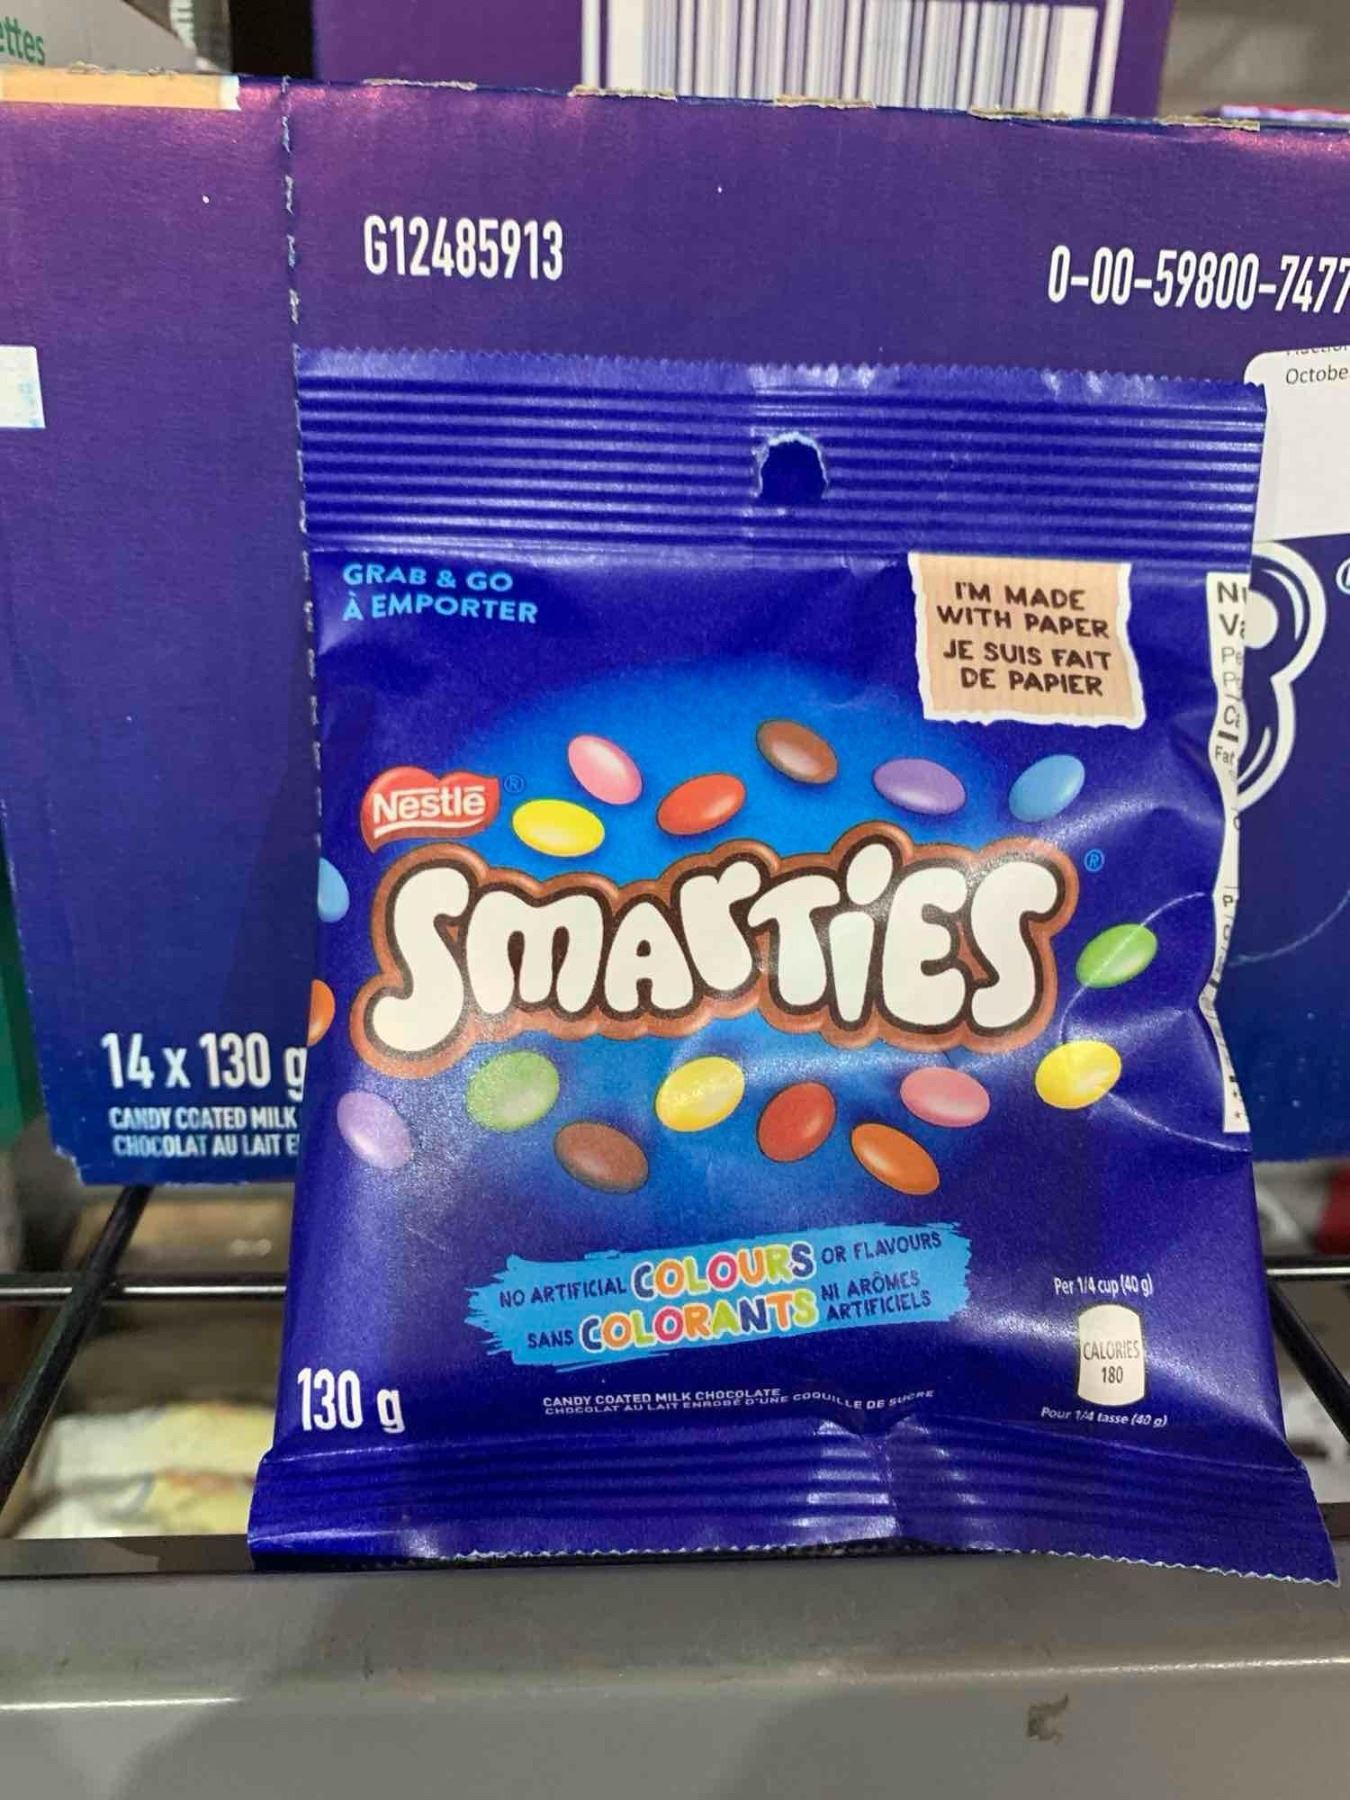 ettes
G12485913
0-00-59800-7477
Octobe
GRAB & GO
À EMPORTER
I'M MADE
WITH PAPER
JE SUIS FAIT
DE PAPIER
Nestlé ®
SMARTIES ®
14 x 130 g
CANDY COATED MILK
CHOCOLAT AU LAIT E
NO ARTIFICIAL COLOURS OR FLAVOURS
SANS COLORANTS NI ARÔMES
ARTIFICIELS
Per 1/4 cup (40 g)
CALORIES
180
Pour 1/4 tasse (40 g)
130 g
CANDY COATED MILK CHOCOLATE
CHOCOLAT AU LAIT ENROBÉ D'UNE COQUILLE DE SUCRE
Fat